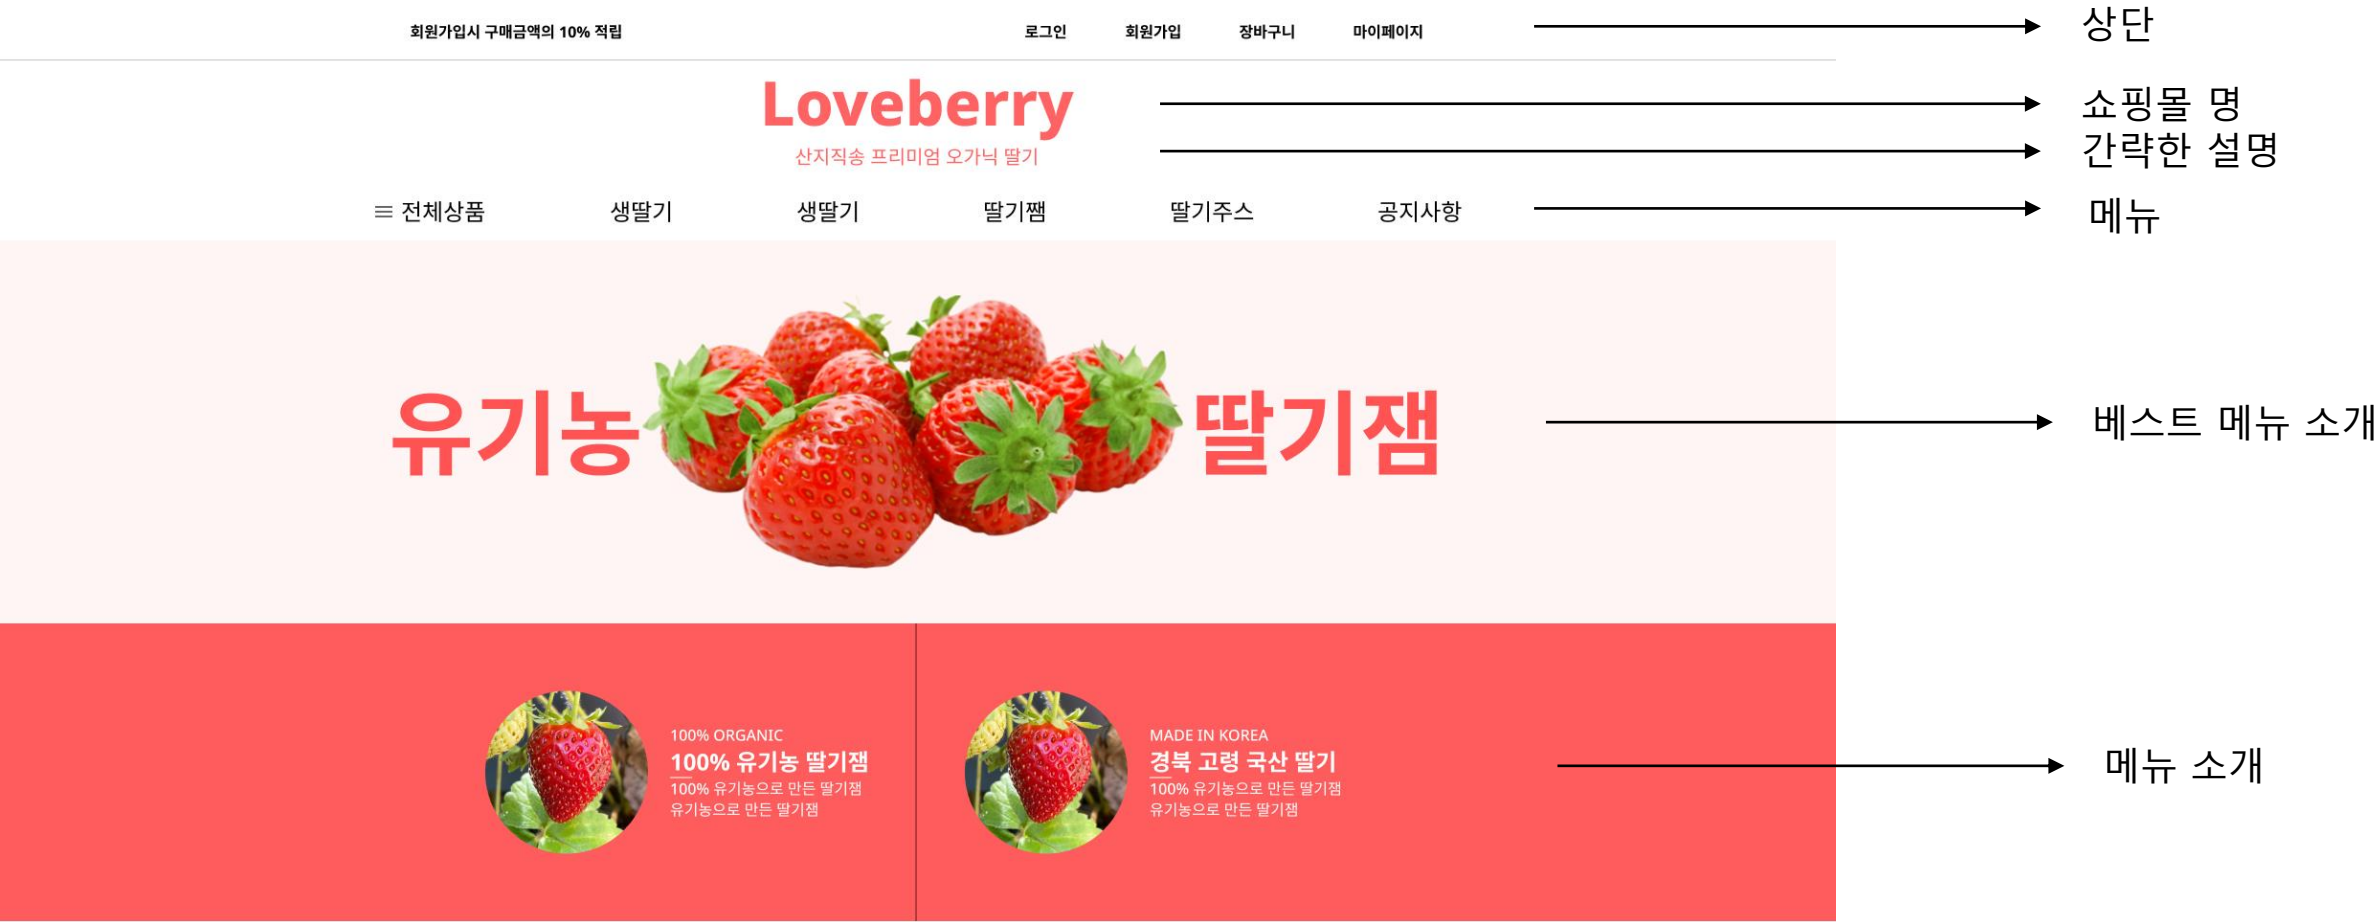 회원가입시 구매금액의 10% 적립 로그인 회원가입 장바구니 마이페이지 상단
Loveberry 쇼핑몰 명
산지직송 프리미엄 오가닉 딸기 간략한 설명
전체상품 생딸기 생딸기 딸기쨈 딸기주스 공지사항 메뉴
유기농 딸기잼 베스트 메뉴 소개
100% ORGANIC
100% 유기농 딸기잼
100% 유기농으로 만든 딸기잼
유기농으로 만든 딸기잼
MADE IN KOREA
경북 고령 국산 딸기
100% 유기농으로 만든 딸기잼
유기농으로 만든 딸기잼
메뉴 소개